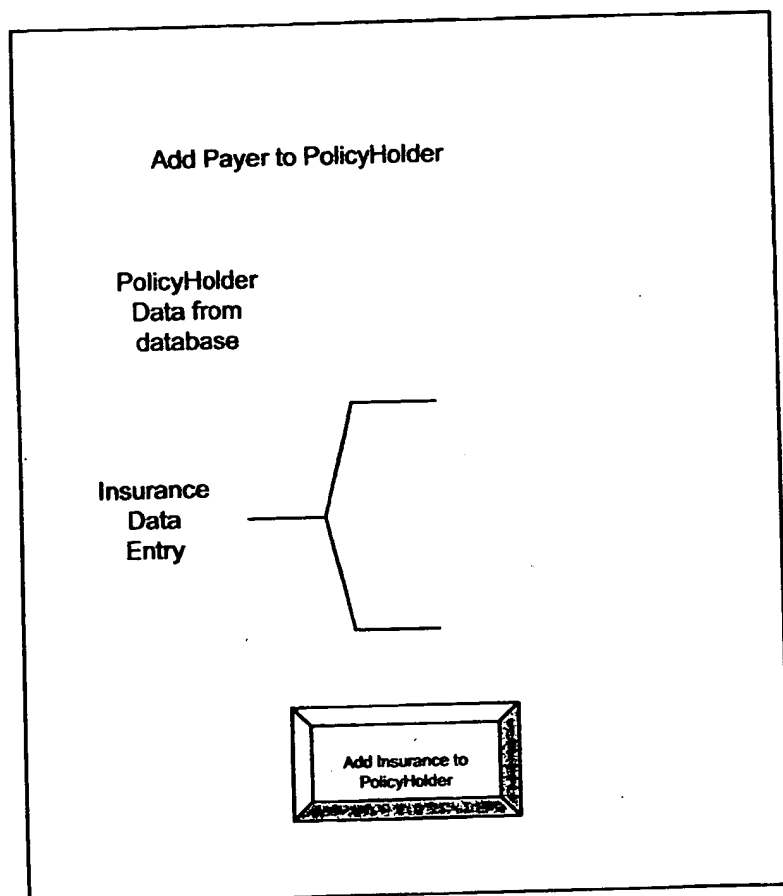 Add Payer to PolicyHolder
PolicyHolder
Data from
database
Insurance
Data
Entry
Add Insurance to
PolicyHolder